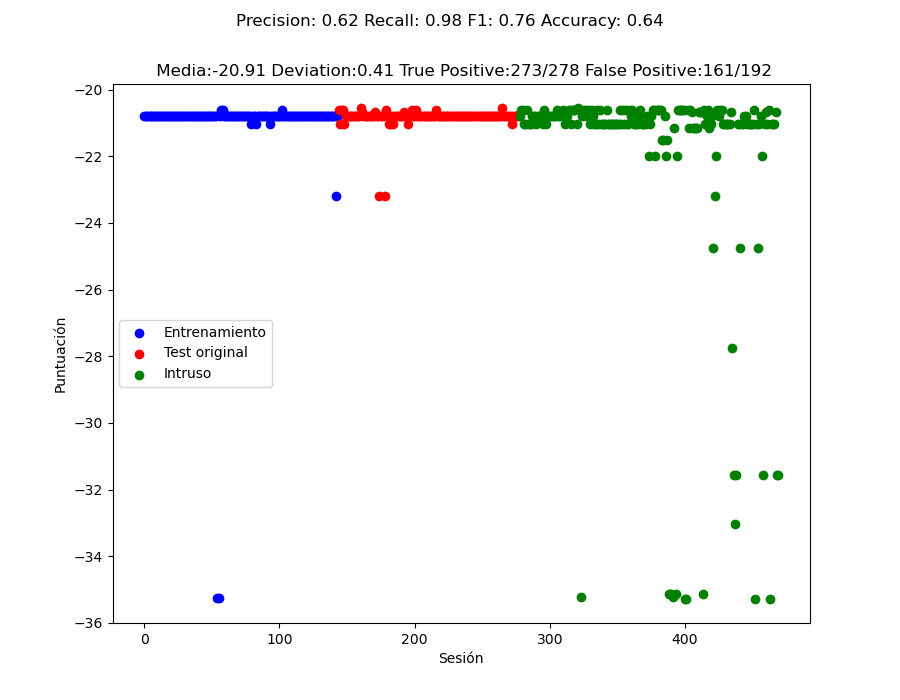 Precision: 0.62 Recall: 0.98 F1: 0.76 Accuracy: 0.64
Media:-20.91 Deviation:0.41 True Positive:273/278 False Positive:161/192
−20
−22
−24
−26
−28
−30
−32
−34
−36
Puntuación
Entrenamiento
Test original
Intruso
0 100 200 300 400
Sesión